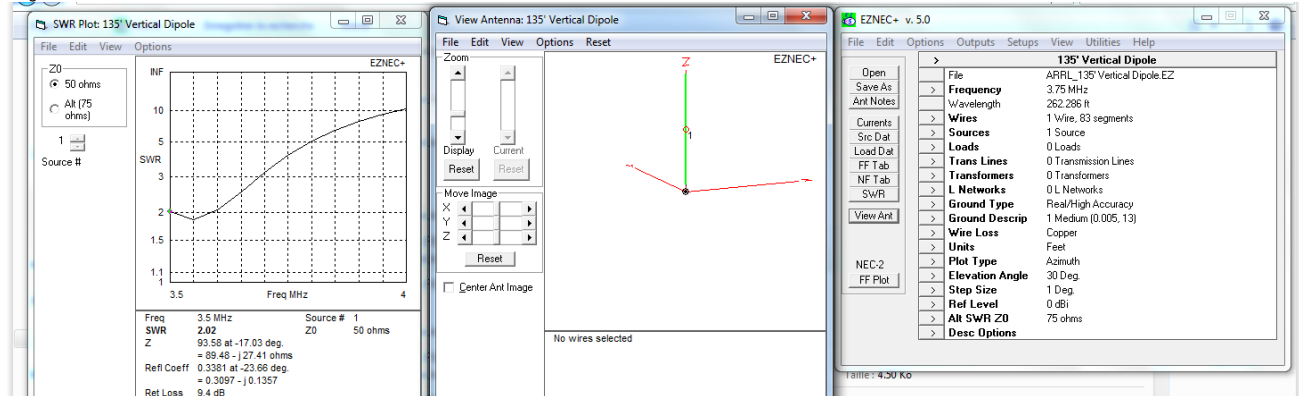 SWR Plot: 135' Vertical Dipole
File Edit View Options
Z0
50 ohms
Alt (75
ohms)
1
Source #
EZNEC+
INF
10
5
SWR
3
2
1.5
1.1
1
3.5 Freq MHz 4
Freq 3.5 MHz Source # 1
SWR 2.02 Z0 50 ohms
Z 93.58 at -17.03 deg.
= 89.48 - j 27.41 ohms
Refl Coeff 0.3381 at -23.66 deg.
= 0.3097 - j 0.1357
Ret Loss 9.4 dB
View Antenna: 135' Vertical Dipole
File Edit View Options Reset
Zoom
Display Current
Reset Reset
Move Image
X
Y
Z
Reset
Center Ant Image
EZNEC+
Z
1
No wires selected
EZNEC+ v. 5.0
File Edit Options Outputs Setups View Utilities Help
Open
Save As
Ant Notes
Currents
Src Dat
Load Dat
FF Tab
NF Tab
SWR
View Ant
NEC-2
FF Plot
> 135' Vertical Dipole
File ARRL_135' Vertical Dipole.EZ
> Frequency 3.75 MHz
Wavelength 262.286 ft
> Wires 1 Wire, 83 segments
> Sources 1 Source
> Loads 0 Loads
> Trans Lines 0 Transmission Lines
> Transformers 0 Transformers
> L Networks 0 L Networks
> Ground Type Real/High Accuracy
> Ground Descrip 1 Medium (0.005, 13)
> Wire Loss Copper
> Units Feet
> Plot Type Azimuth
> Elevation Angle 30 Deg.
> Step Size 1 Deg.
> Ref Level 0 dBi
> Alt SWR Z0 75 ohms
> Desc Options
Taille : 4.50 Ko